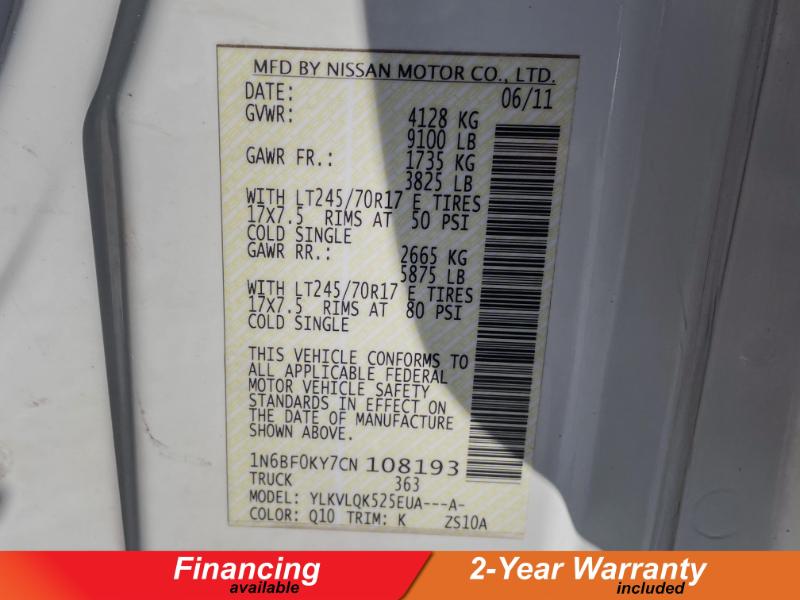 MFD BY NISSAN MOTOR CO., LTD.
DATE: 06/11
GVWR: 4128 KG
9100 LB
GAWR FR.: 1735 KG
3825 LB
WITH LT245/70R17 E TIRES
17X7.5 RIMS AT 50 PSI
COLD SINGLE
GAWR RR.: 2665 KG
5875 LB
WITH LT245/70R17 E TIRES
17X7.5 RIMS AT 80 PSI
COLD SINGLE
THIS VEHICLE CONFORMS TO
ALL APPLICABLE FEDERAL
MOTOR VEHICLE SAFETY
STANDARDS IN EFFECT ON
THE DATE OF MANUFACTURE
SHOWN ABOVE.
1N6BF0KY7CN 108193
TRUCK 363
MODEL: YLKVLQK525EUA---A-
COLOR: Q10 TRIM: K ZS10A
Financing
available
2-Year Warranty
included